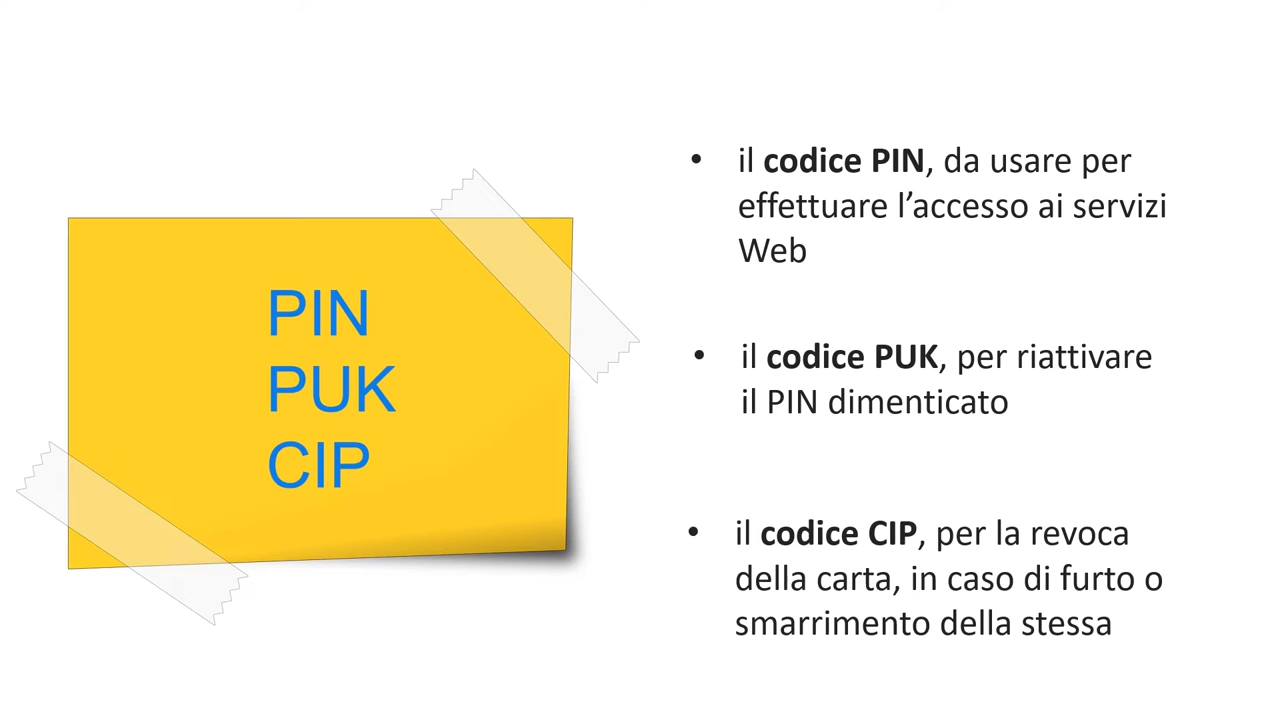 PIN
PUK
CIP
• il codice PIN, da usare per
effettuare l’accesso ai servizi
Web
• il codice PUK, per riattivare
il PIN dimenticato
• il codice CIP, per la revoca
della carta, in caso di furto o
smarrimento della stessa